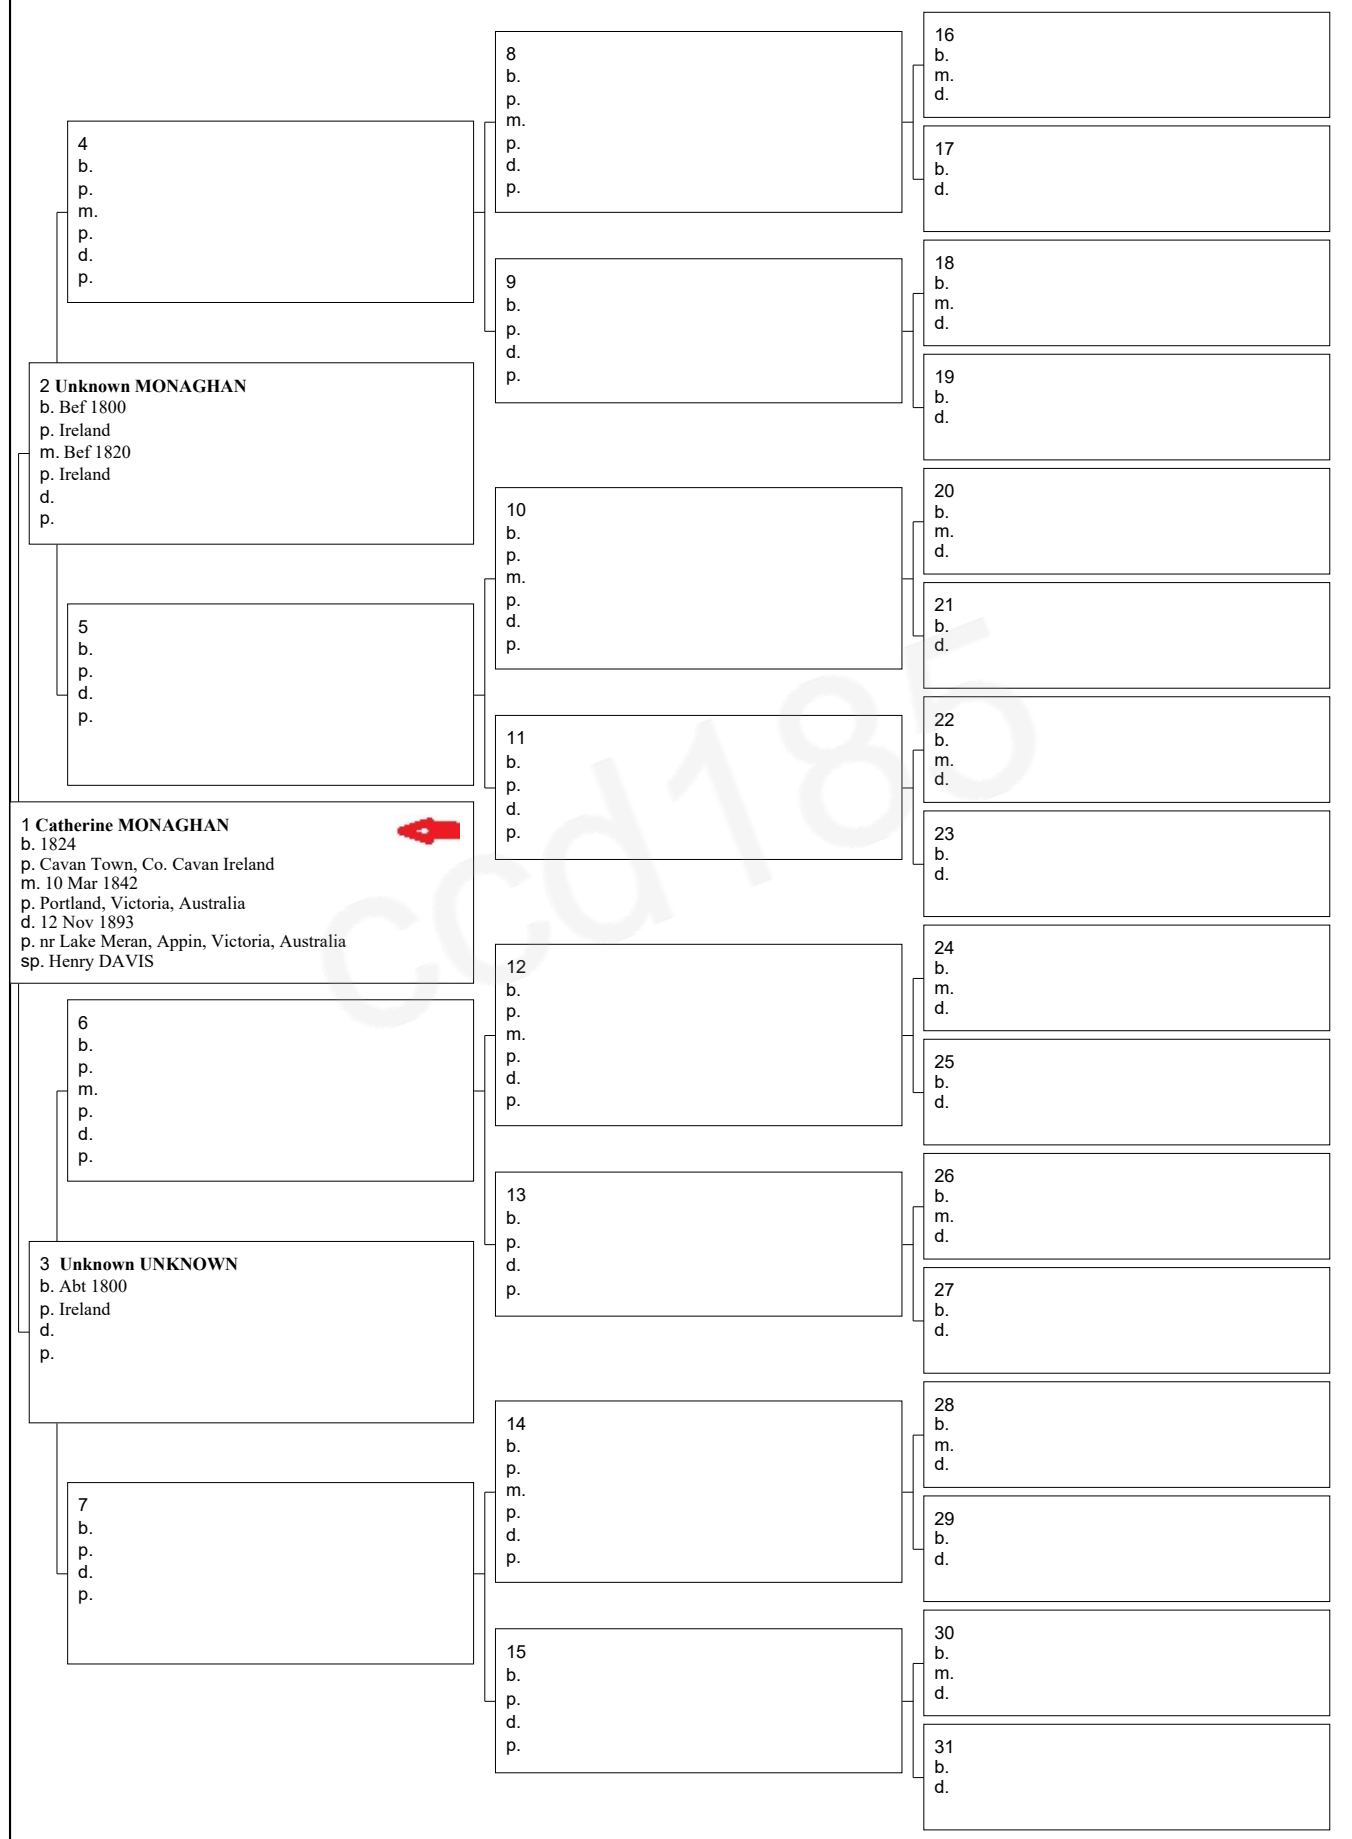 16
b.
m.
d.
8
b.
p.
m.
p.
d.
p.
17
b.
d.
4
b.
p.
m.
p.
d.
p.
18
b.
m.
d.
9
b.
p.
d.
p.
19
b.
d.
2 Unknown MONAGHAN
b. Bef 1800
p. Ireland
m. Bef 1820
p. Ireland
d.
p.
20
b.
m.
d.
10
b.
p.
m.
p.
d.
p.
21
b.
d.
5
b.
p.
d.
p.
22
b.
m.
d.
11
b.
p.
d.
p.
23
b.
d.
1 Catherine MONAGHAN
b. 1824
p. Cavan Town, Co. Cavan Ireland
m. 10 Mar 1842
p. Portland, Victoria, Australia
d. 12 Nov 1893
p. nr Lake Meran, Appin, Victoria, Australia
sp. Henry DAVIS
ccd185
24
b.
m.
d.
12
b.
p.
m.
p.
d.
p.
25
b.
d.
6
b.
p.
m.
p.
d.
p.
26
b.
m.
d.
13
b.
p.
d.
p.
27
b.
d.
3 Unknown UNKNOWN
b. Abt 1800
p. Ireland
d.
p.
28
b.
m.
d.
14
b.
p.
m.
p.
d.
p.
29
b.
d.
7
b.
p.
d.
p.
30
b.
m.
d.
15
b.
p.
d.
p.
31
b.
d.